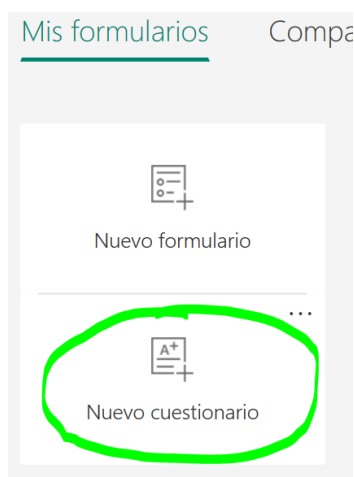 Mis formularios Compa
Nuevo formulario
...
A+
Nuevo cuestionario